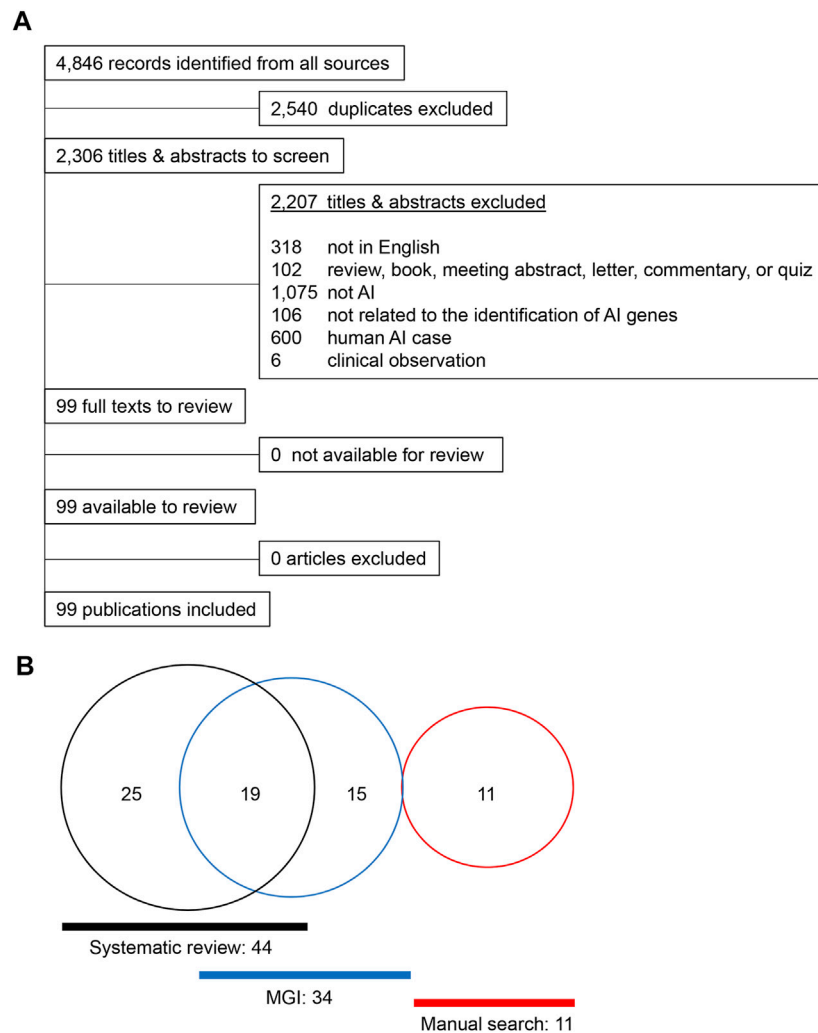 A
4,846 records identified from all sources
2,540 duplicates excluded
2,306 titles & abstracts to screen
2,207 titles & abstracts excluded
318 not in English
102 review, book, meeting abstract, letter, commentary, or quiz
1,075 not AI
106 not related to the identification of AI genes
600 human AI case
6 clinical observation
99 full texts to review
0 not available for review
99 available to review
0 articles excluded
99 publications included
B
25 19 15 11
Systematic review: 44
MGI: 34
Manual search: 11